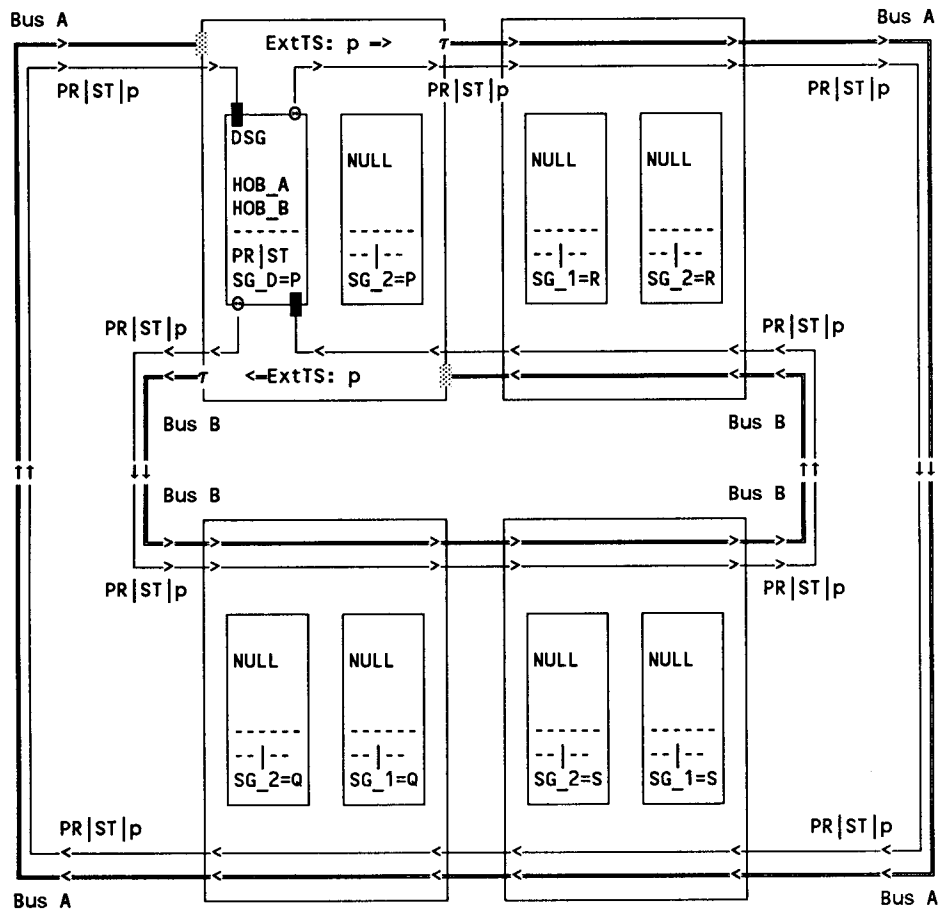 Bus A
Bus A
ExtTS: p => τ
PR|ST|p
PR|ST|p
PR|ST|p
DSG
HOB_A
HOB_B
-----
PR|ST
SG_D=P
NULL
-----
--|--
SG_2=P
NULL
-----
--|--
SG_1=R
NULL
-----
--|--
SG_2=R
PR|ST|p
PR|ST|p
τ <=ExtTS: p
Bus B
Bus B
↑↑
↓↓
↑↑
↓↓
Bus B
Bus B
PR|ST|p
PR|ST|p
NULL
-----
--|--
SG_2=Q
NULL
-----
--|--
SG_1=Q
NULL
-----
--|--
SG_2=S
NULL
-----
--|--
SG_1=S
PR|ST|p
PR|ST|p
Bus A
Bus A